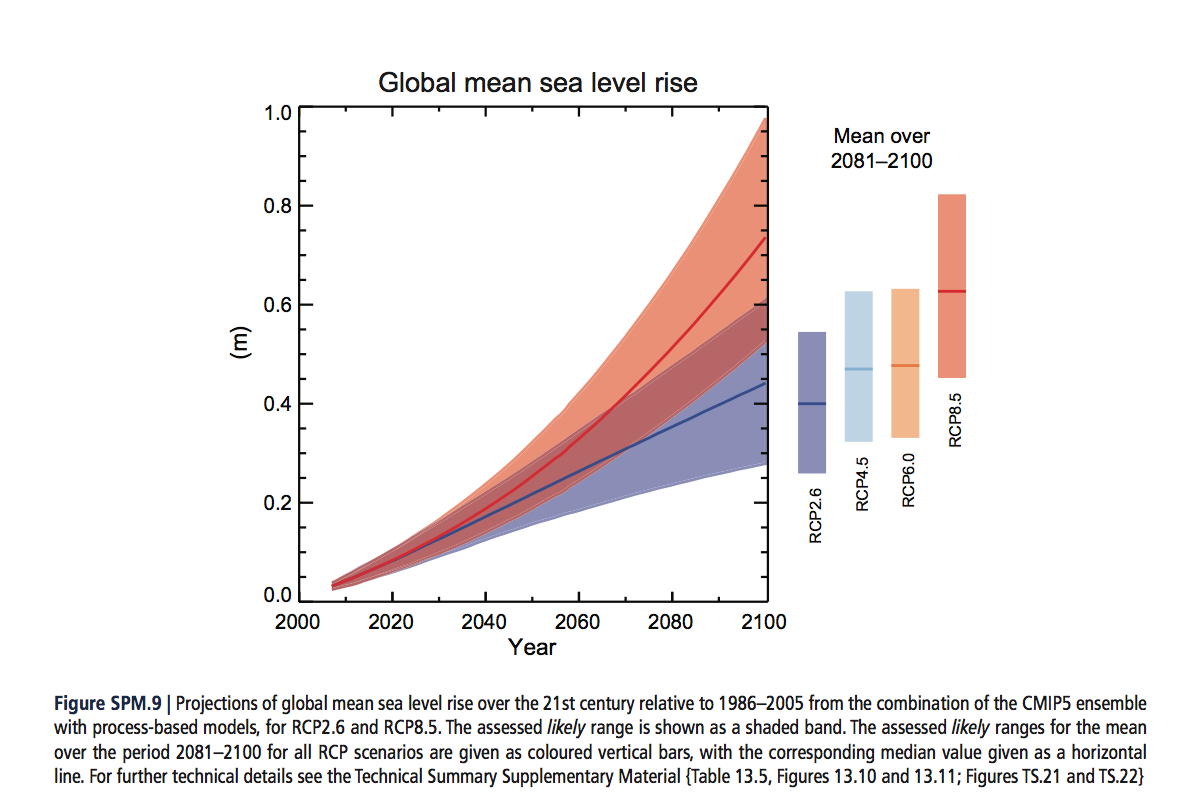 Global mean sea level rise
1.0
0.8
0.6
0.4
0.2
0.0
(m)
2000 2020 2040 2060 2080 2100
Year
Mean over
2081–2100
RCP2.6
RCP4.5
RCP6.0
RCP8.5
Figure SPM.9 | Projections of global mean sea level rise over the 21st century relative to 1986–2005 from the combination of the CMIP5 ensemble
with process-based models, for RCP2.6 and RCP8.5. The assessed likely range is shown as a shaded band. The assessed likely ranges for the mean
over the period 2081–2100 for all RCP scenarios are given as coloured vertical bars, with the corresponding median value given as a horizontal
line. For further technical details see the Technical Summary Supplementary Material {Table 13.5, Figures 13.10 and 13.11; Figures TS.21 and TS.22}